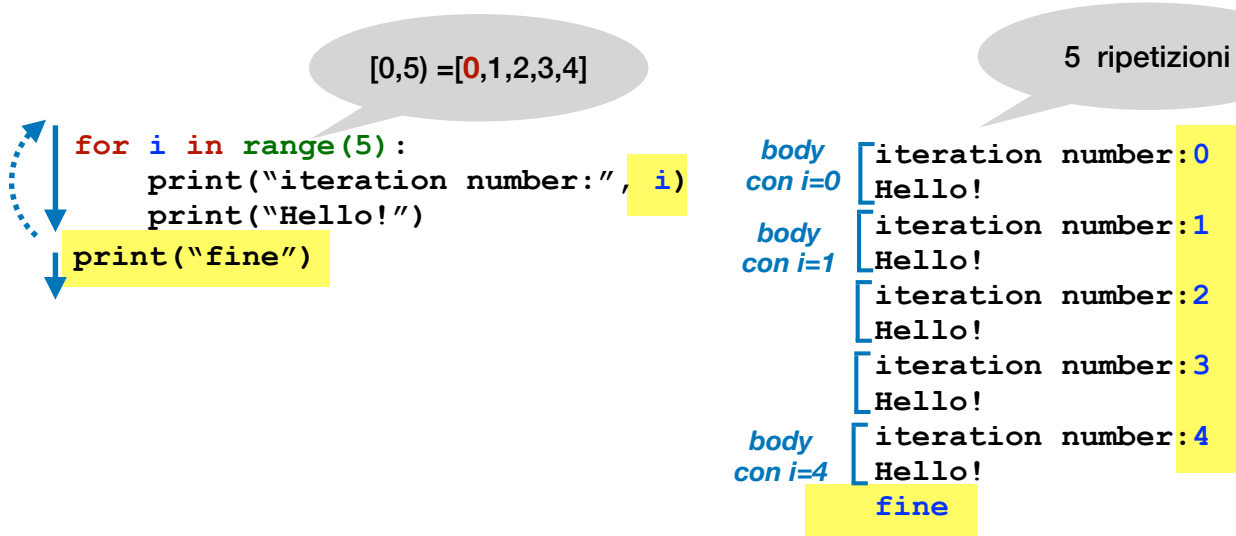 [0,5) =[0,1,2,3,4]
for i in range(5):
print(“iteration number:”, i)
print(“Hello!”)
print(“fine”)
5 ripetizioni
body
con i=0
iteration number:0
Hello!
body
con i=1
iteration number:1
Hello!
iteration number:2
Hello!
iteration number:3
Hello!
body
con i=4
iteration number:4
Hello!
fine